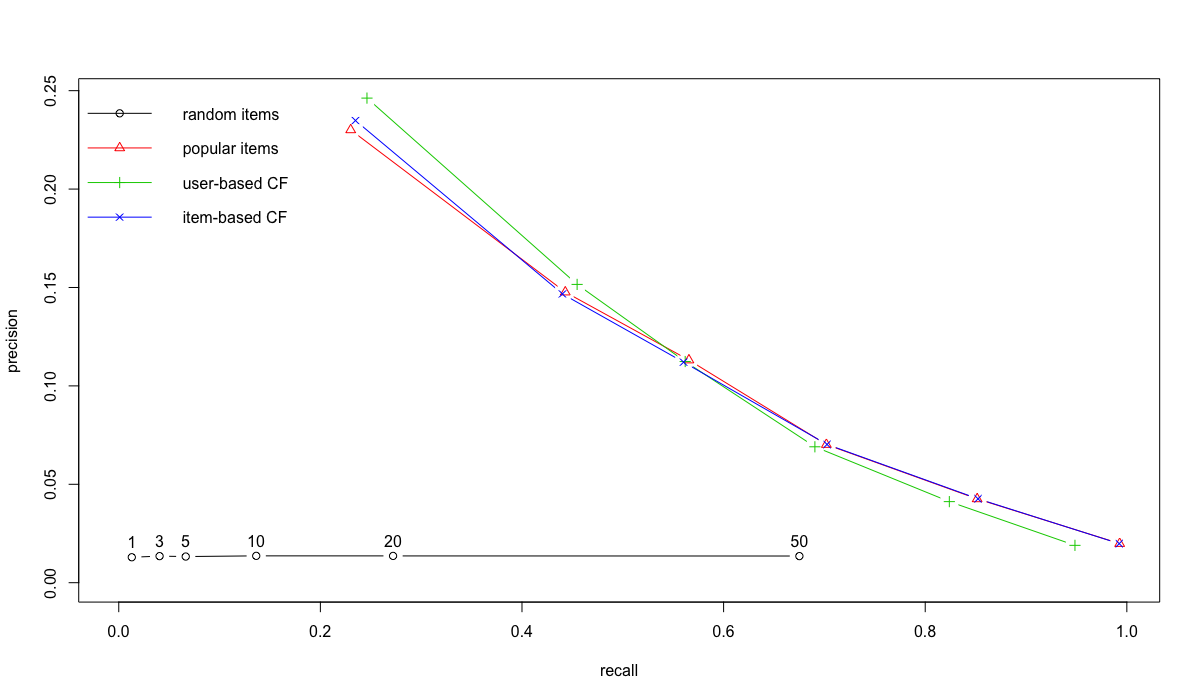 random items
popular items
user-based CF
item-based CF
precision
0.25
0.20
0.15
0.10
0.05
0.00
1 3 5 10 20 50
0.0 0.2 0.4 0.6 0.8 1.0
recall